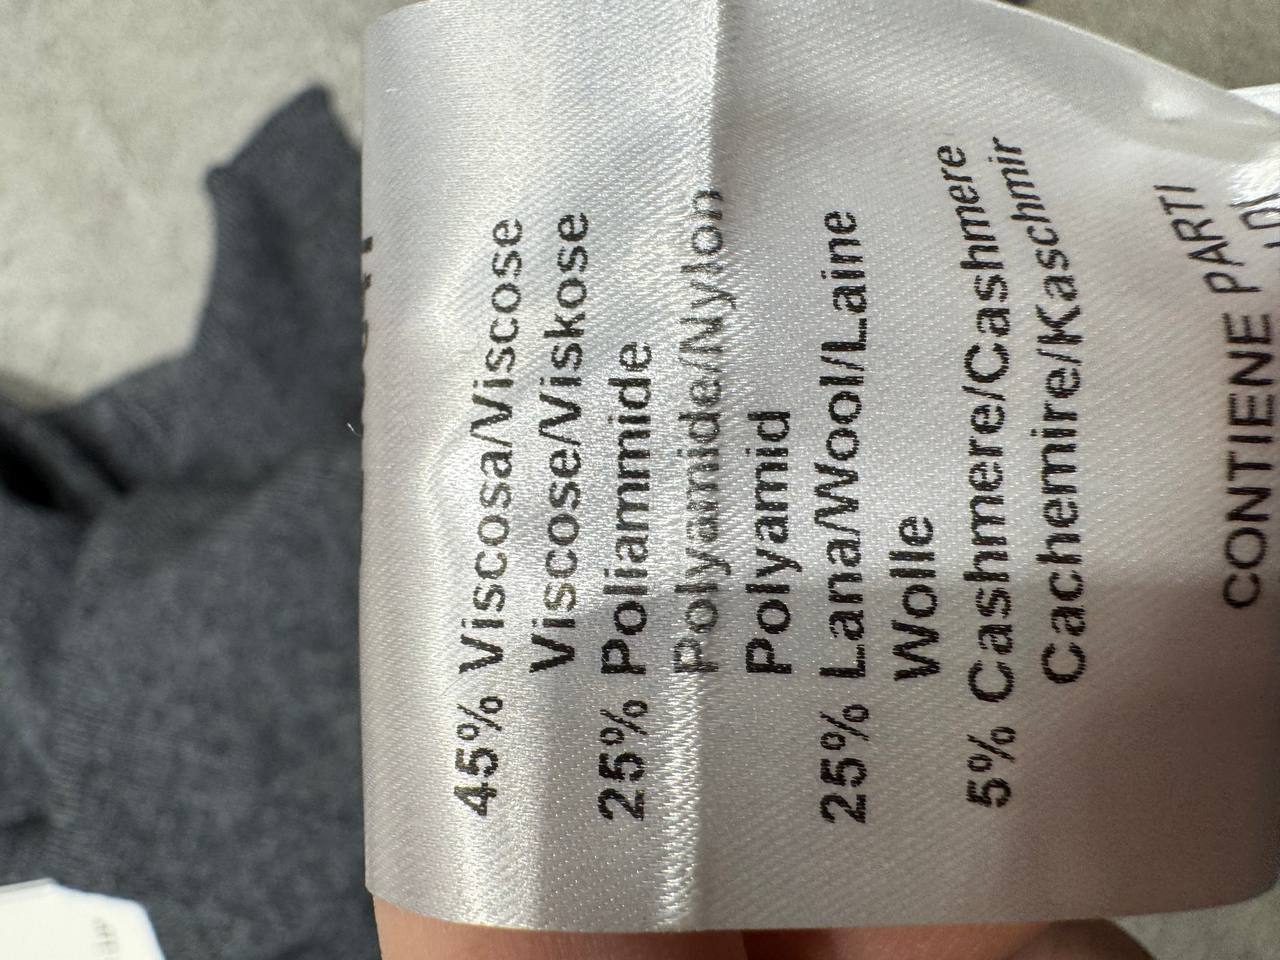 45% Viscosa/Viscose
Viscose/Viskose
25% Poliammide
Polyamide/Nylon
Polyamid
25% Lana/Wool/Laine
Wolle
5% Cashmere/Cashmere
Cachemire/Kaschmir
CONTIENE PARTI